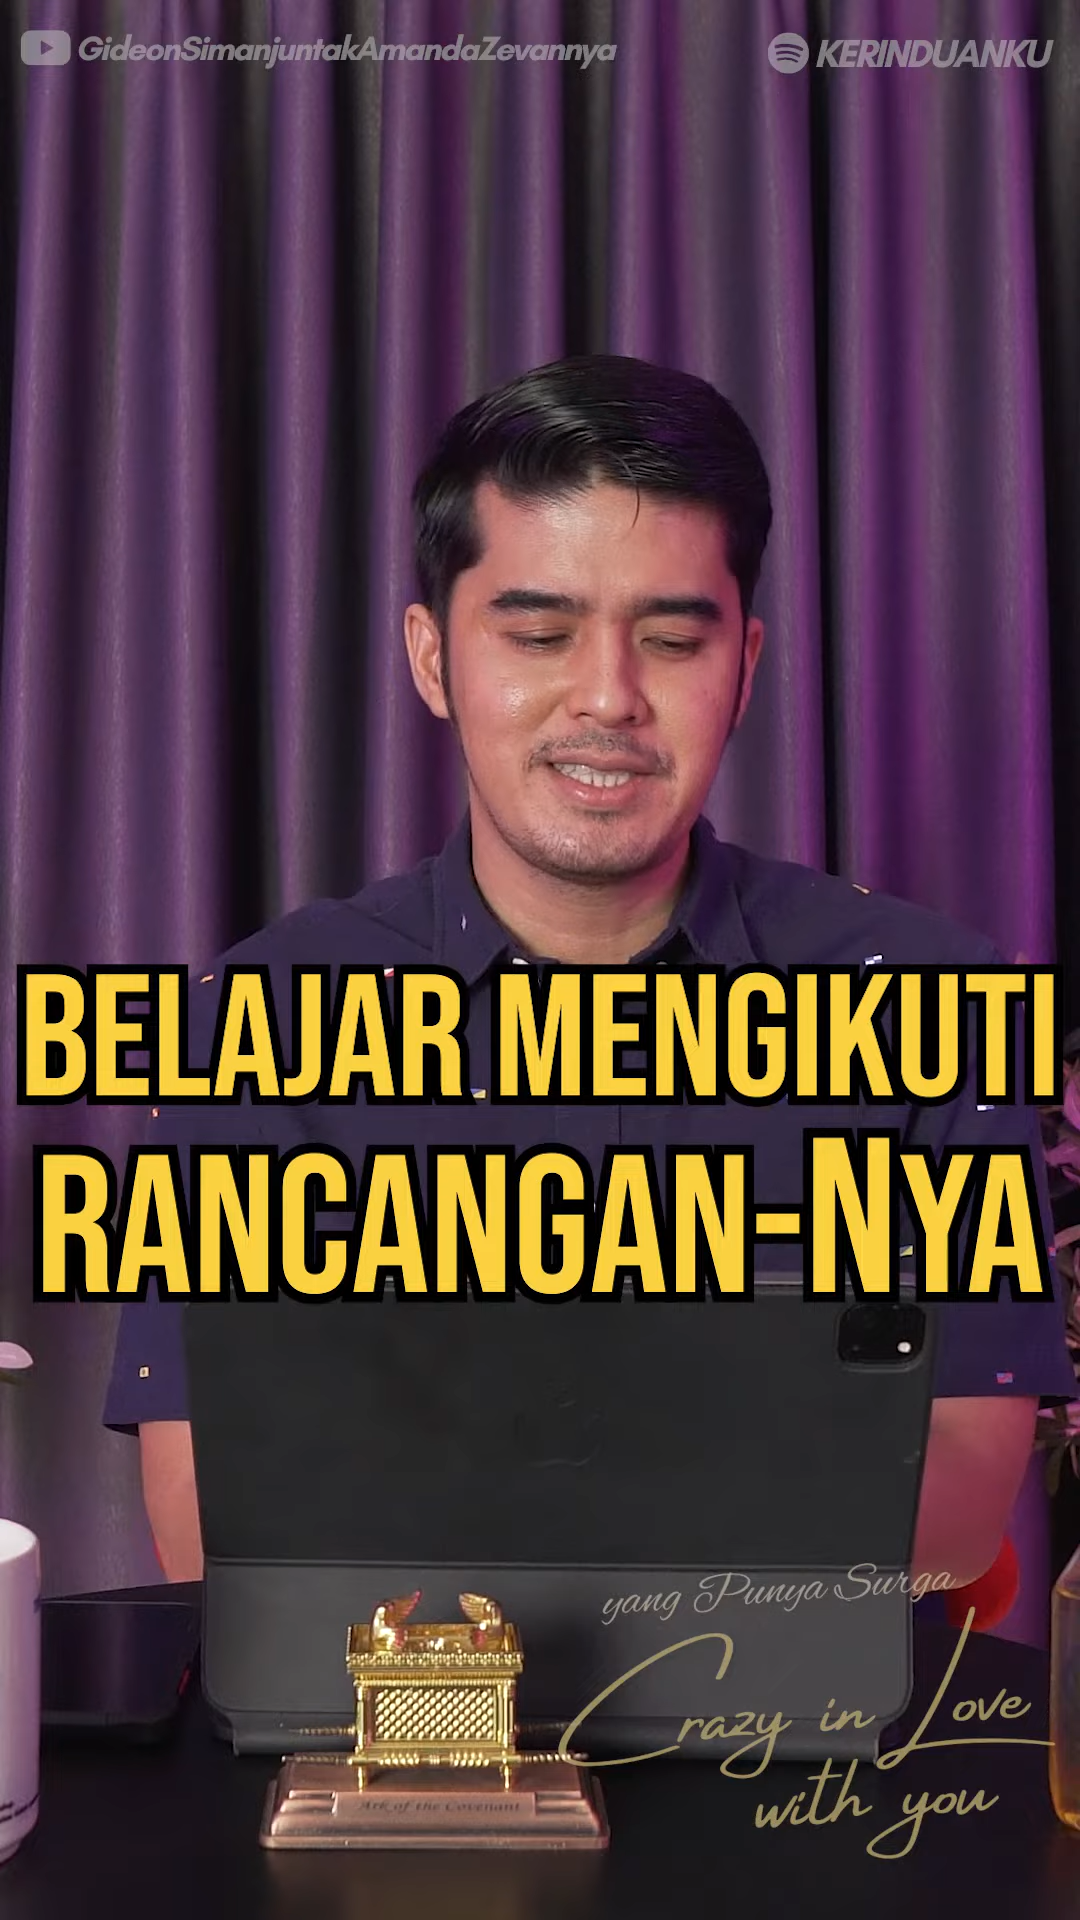 GideonSimanjuntakAmandaZevannya
KERINDUANKU
BELAJAR MENGIKUTI
RANCANGAN-NYA
yang Punya Surga
Crazy in Love
with you
Ark of the Covenant